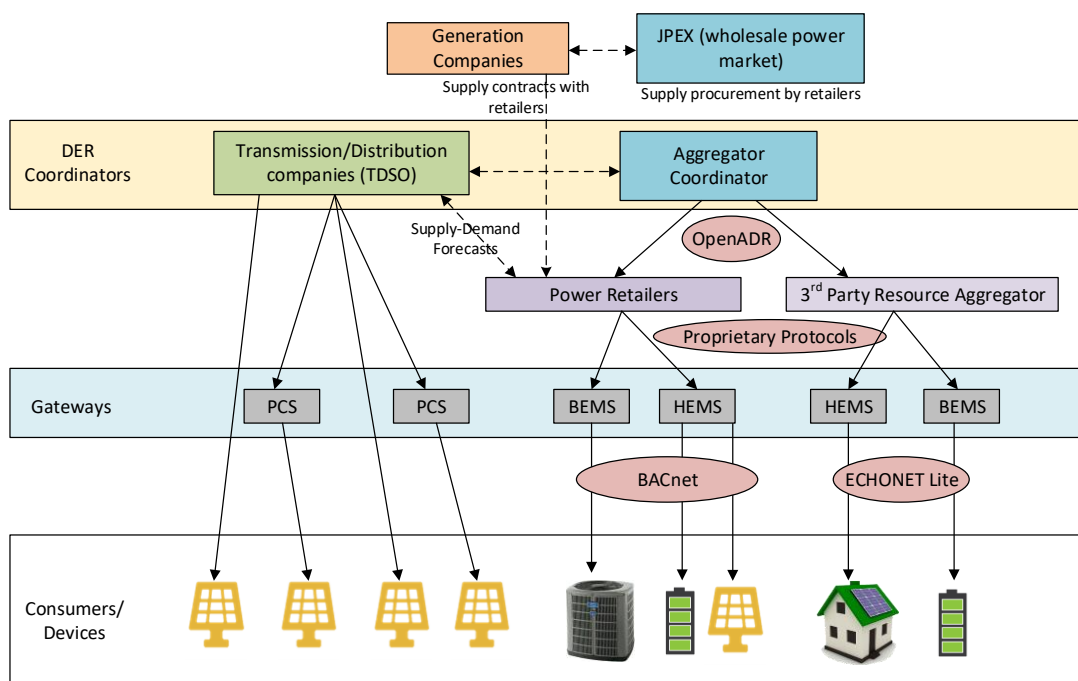 Generation
Companies
JPEX (wholesale power
market)
Supply contracts with
retailers
Supply procurement by retailers
DER
Coordinators
Transmission/Distribution
companies (TDSO)
Aggregator
Coordinator
Supply-Demand
Forecasts
OpenADR
Power Retailers
3rd Party Resource Aggregator
Proprietary Protocols
Gateways
PCS
PCS
BEMS
HEMS
HEMS
BEMS
BACnet
ECHONET Lite
Consumers/
Devices